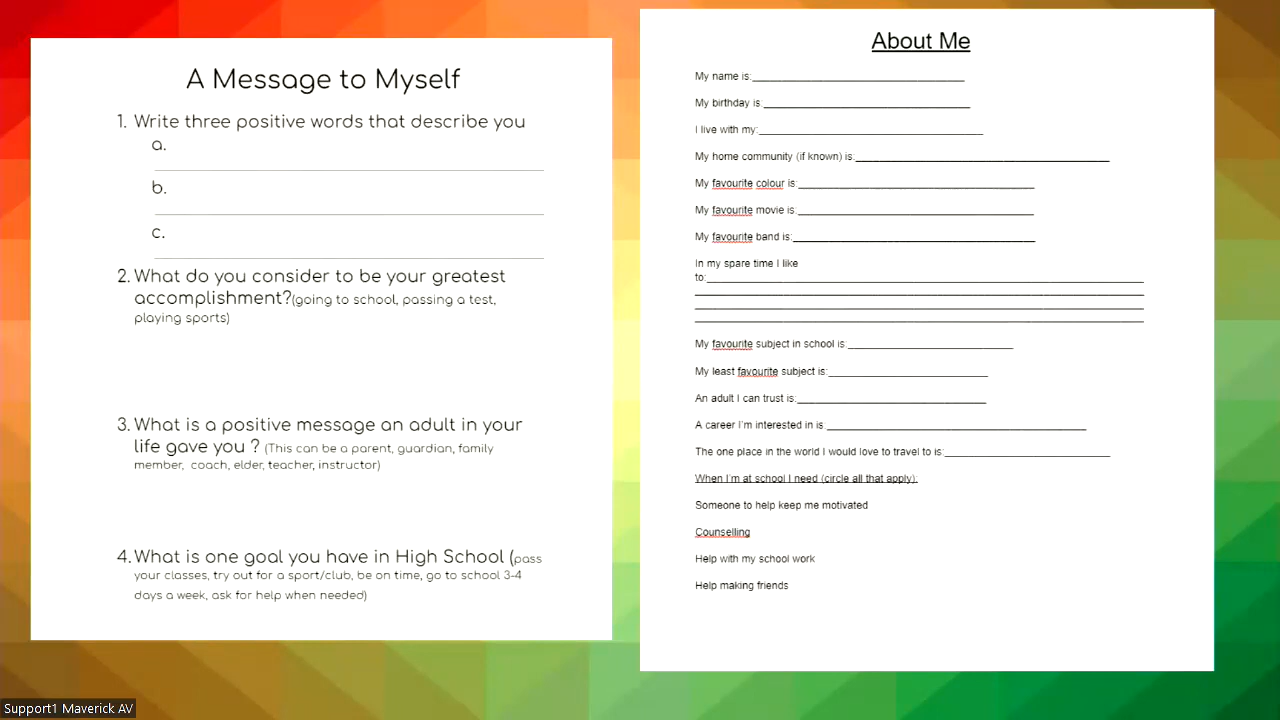 A Message to Myself
1. Write three positive words that describe you
a.
b.
c.
2. What do you consider to be your greatest
accomplishment?(going to school, passing a test,
playing sports)
3. What is a positive message an adult in your
life gave you ? (This can be a parent, guardian, family
member, coach, elder, teacher, instructor)
4. What is one goal you have in High School (pass
your classes, try out for a sport/club, be on time, go to school 3-4
days a week, ask for help when needed)
About Me
My name is:
My birthday is:
I live with my:
My home community (if known) is:
My favourite colour is:
My favourite movie is:
My favourite band is:
In my spare time I like
to:
My favourite subject in school is:
My least favourite subject is:
An adult I can trust is:
A career I'm interested in is:
The one place in the world I would love to travel to is:
When I'm at school I need (circle all that apply):
Someone to help keep me motivated
Counselling
Help with my school work
Help making friends
Support1 Maverick AV